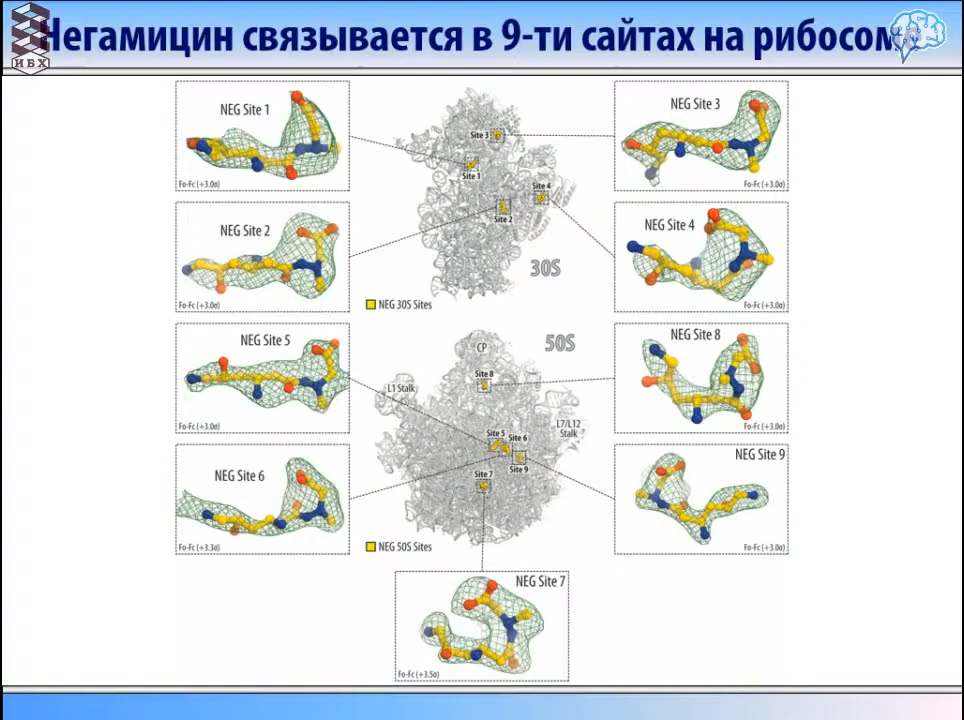 Негамицин связывается в 9-ти сайтах на рибосом
ИБХ
NEG Site 1
Fo-Fc (+3.0σ)
NEG Site 3
Fo-Fc (+3.0σ)
Site 3
Site 1
Site 4
Site 2
30S
NEG Site 2
Fo-Fc (+3.0σ)
NEG Site 4
Fo-Fc (+3.0σ)
NEG 30S Sites
NEG Site 5
Fo-Fc (+3.0σ)
50S
CP
Site 8
L1 Stalk
L7/L12
Stalk
Site 5
Site 6
Site 9
Site 7
NEG Site 8
Fo-Fc (+3.0σ)
NEG Site 6
Fo-Fc (+3.3σ)
NEG Site 9
Fo-Fc (+3.0σ)
NEG 50S Sites
NEG Site 7
Fo-Fc (+3.5σ)